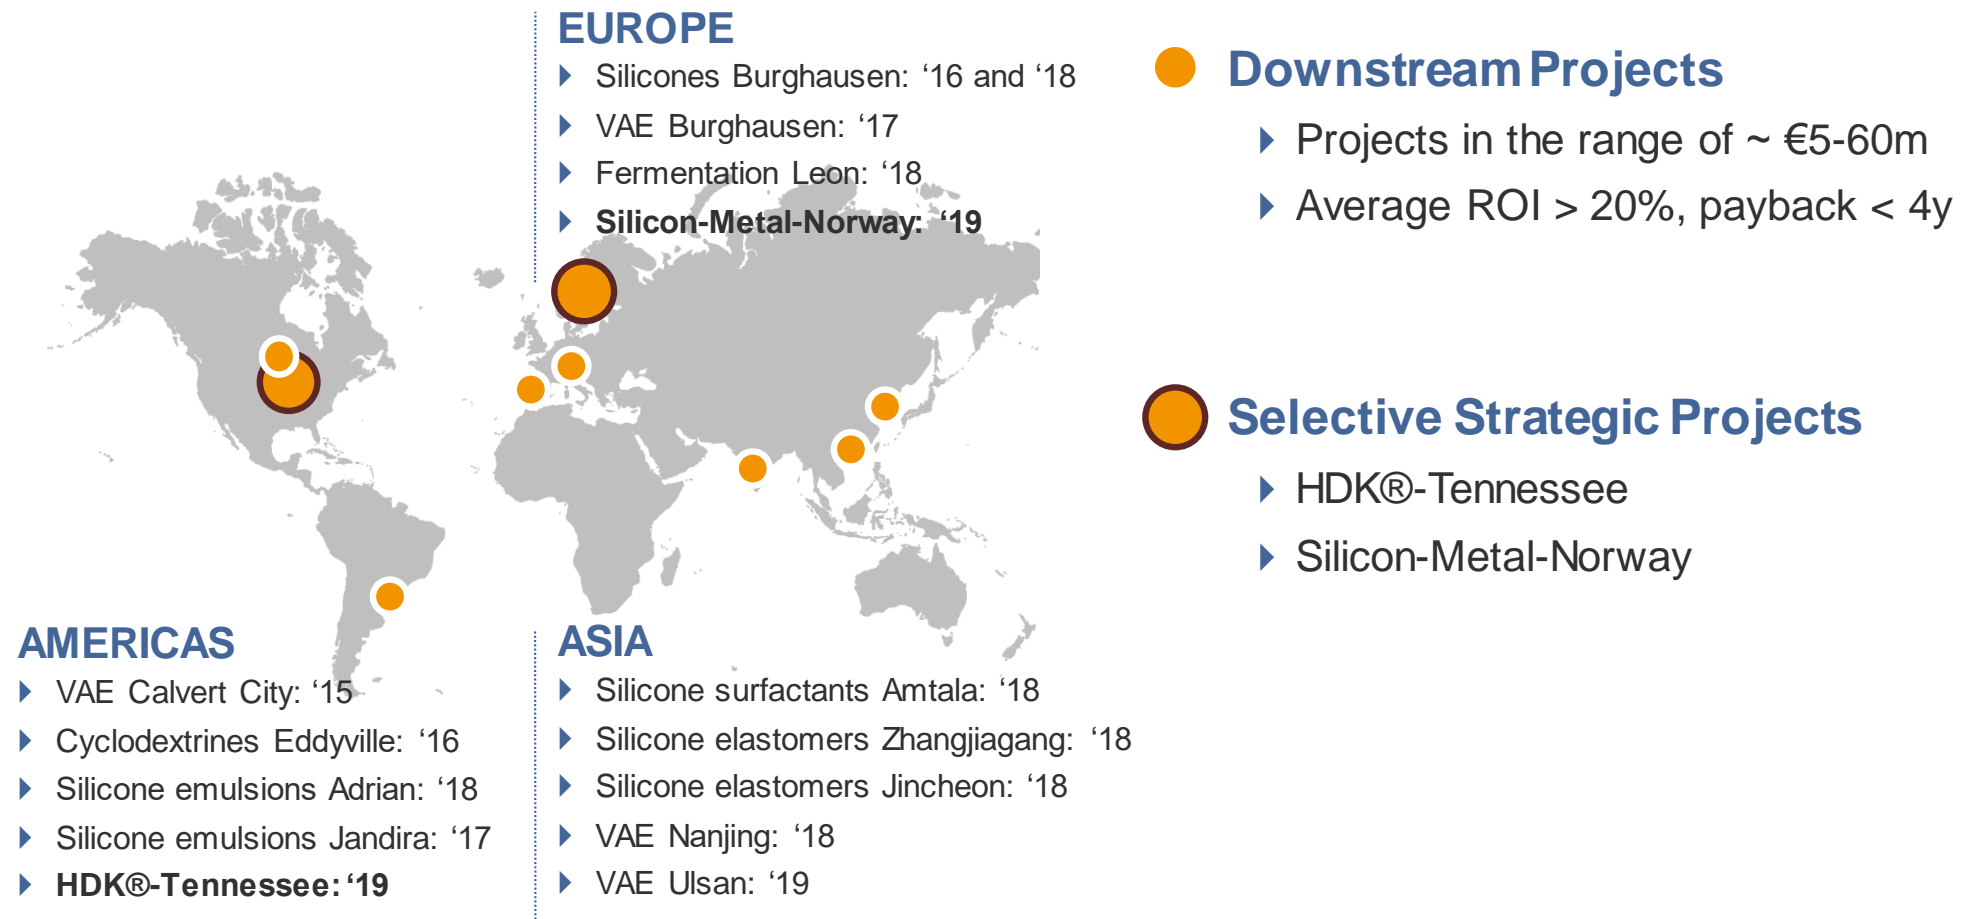 EUROPE
Silicones Burghausen: ‘16 and ‘18
VAE Burghausen: ‘17
Fermentation Leon: ‘18
Silicon-Metal-Norway: ‘19
AMERICAS
VAE Calvert City: ‘15
Cyclodextrines Eddyville: ‘16
Silicone emulsions Adrian: ‘18
Silicone emulsions Jandira: ‘17
HDK®-Tennessee: ‘19
ASIA
Silicone surfactants Amtala: ‘18
Silicone elastomers Zhangjiagang: ‘18
Silicone elastomers Jincheon: ‘18
VAE Nanjing: ‘18
VAE Ulsan: ‘19
Downstream Projects
Projects in the range of ~ €5-60m
Average ROI > 20%, payback < 4y
Selective Strategic Projects
HDK®-Tennessee
Silicon-Metal-Norway